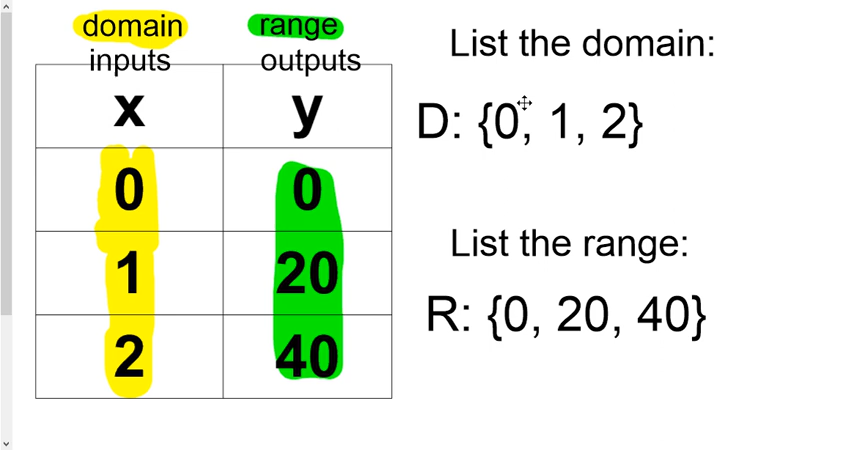 domain range
inputs outputs
x y
0 0
1 20
2 40
List the domain:
D: {0, 1, 2}
List the range:
R: {0, 20, 40}